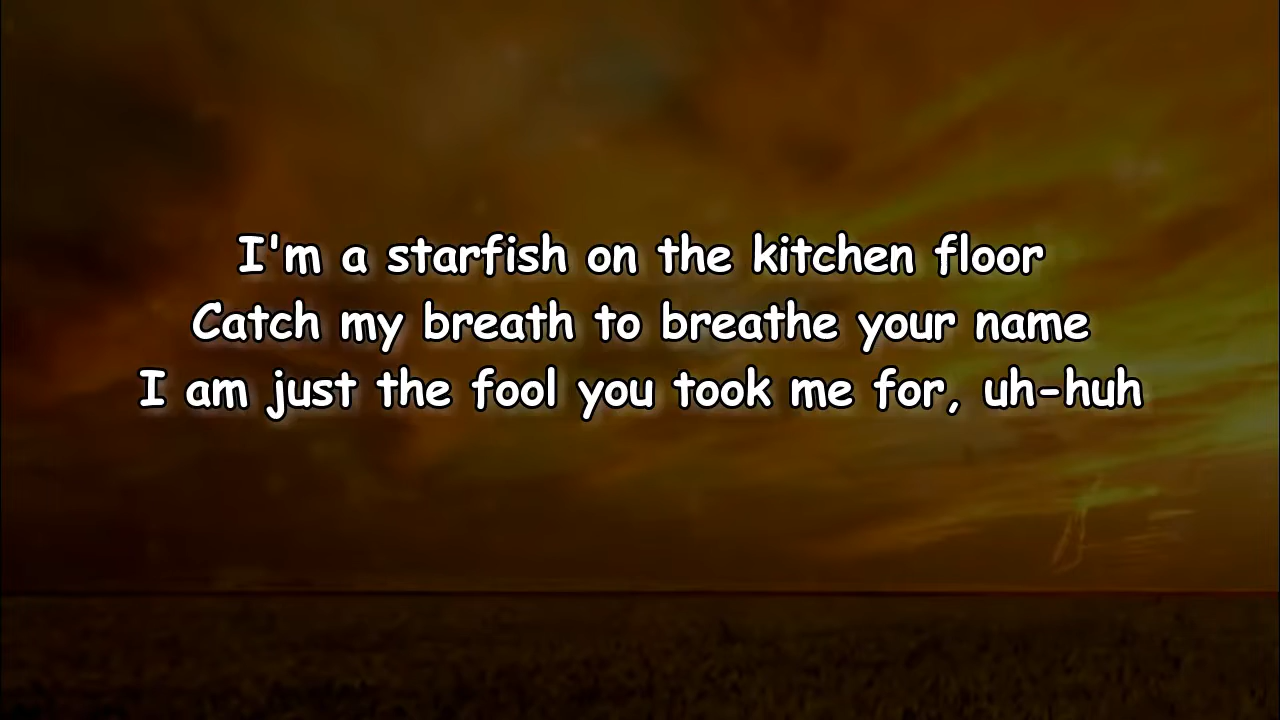 I'm a starfish on the kitchen floor
Catch my breath to breathe your name
I am just the fool you took me for, uh-huh